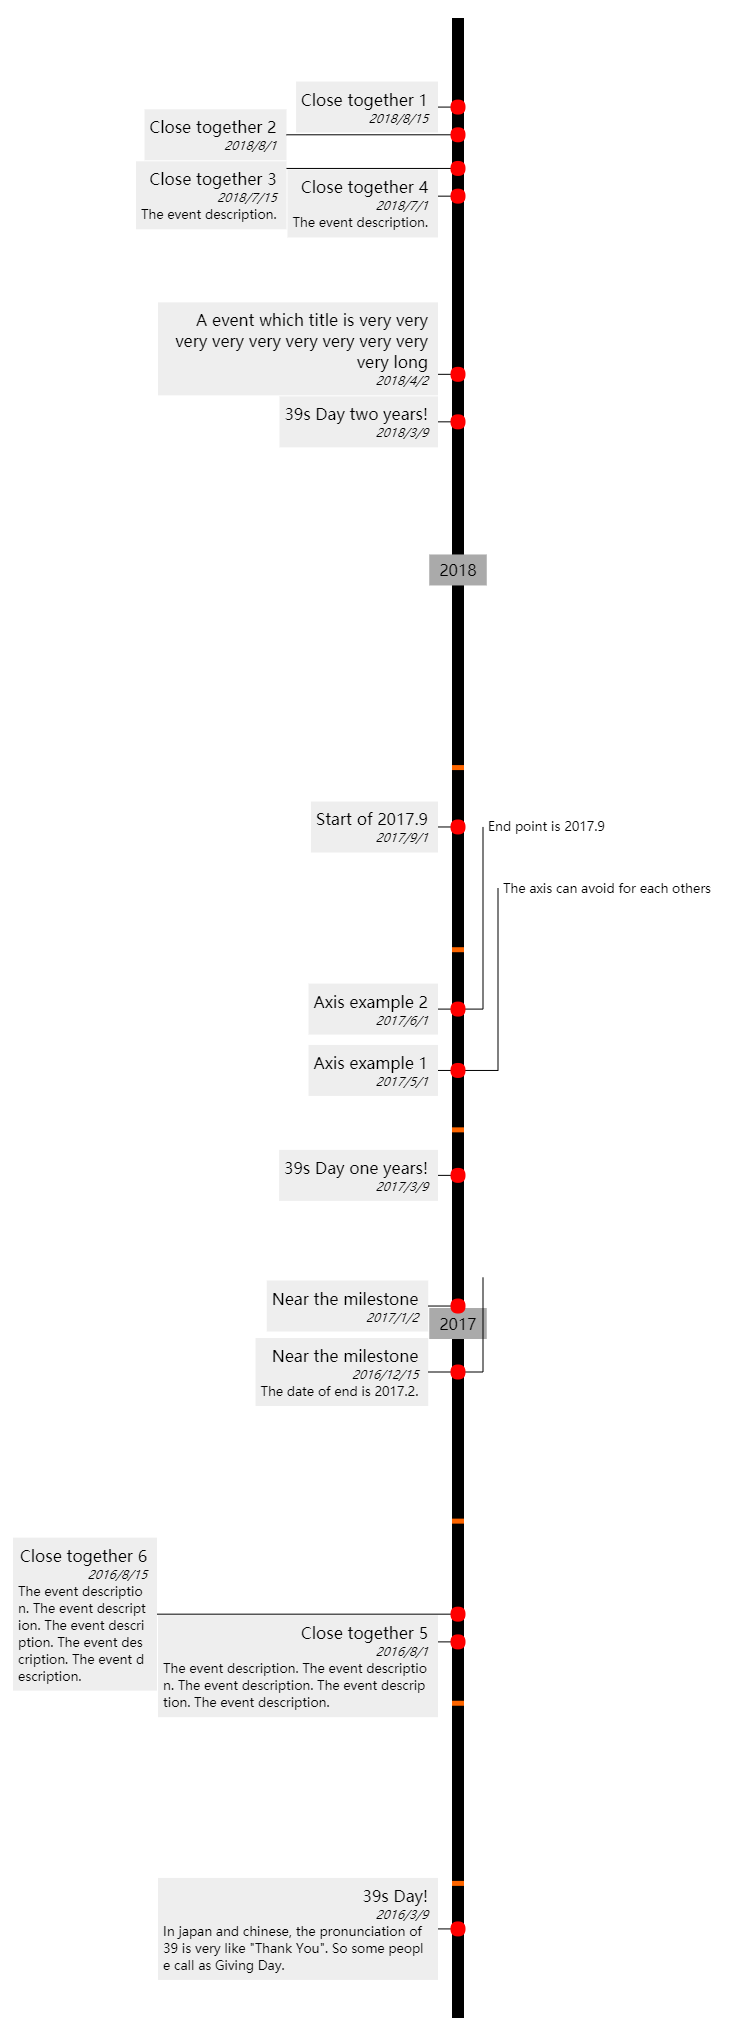 Close together 1
2018/8/15
Close together 2
2018/8/1
Close together 3
2018/7/15
The event description.
Close together 4
2018/7/1
The event description.
A event which title is very very
very very very very very very very
very long
2018/4/2
39s Day two years!
2018/3/9
2018
Start of 2017.9
2017/9/1
End point is 2017.9
The axis can avoid for each others
Axis example 2
2017/6/1
Axis example 1
2017/5/1
39s Day one years!
2017/3/9
Near the milestone
2017/1/2
2017
Near the milestone
2016/12/15
The date of end is 2017.2.
Close together 6
2016/8/15
The event descriptio
n. The event descript
ion. The event descri
ption. The event des
cription. The event d
escription.
Close together 5
2016/8/1
The event description. The event descriptio
n. The event description. The event descrip
tion. The event description.
39s Day!
2016/3/9
In japan and chinese, the pronunciation of
39 is very like "Thank You". So some peopl
e call as Giving Day.